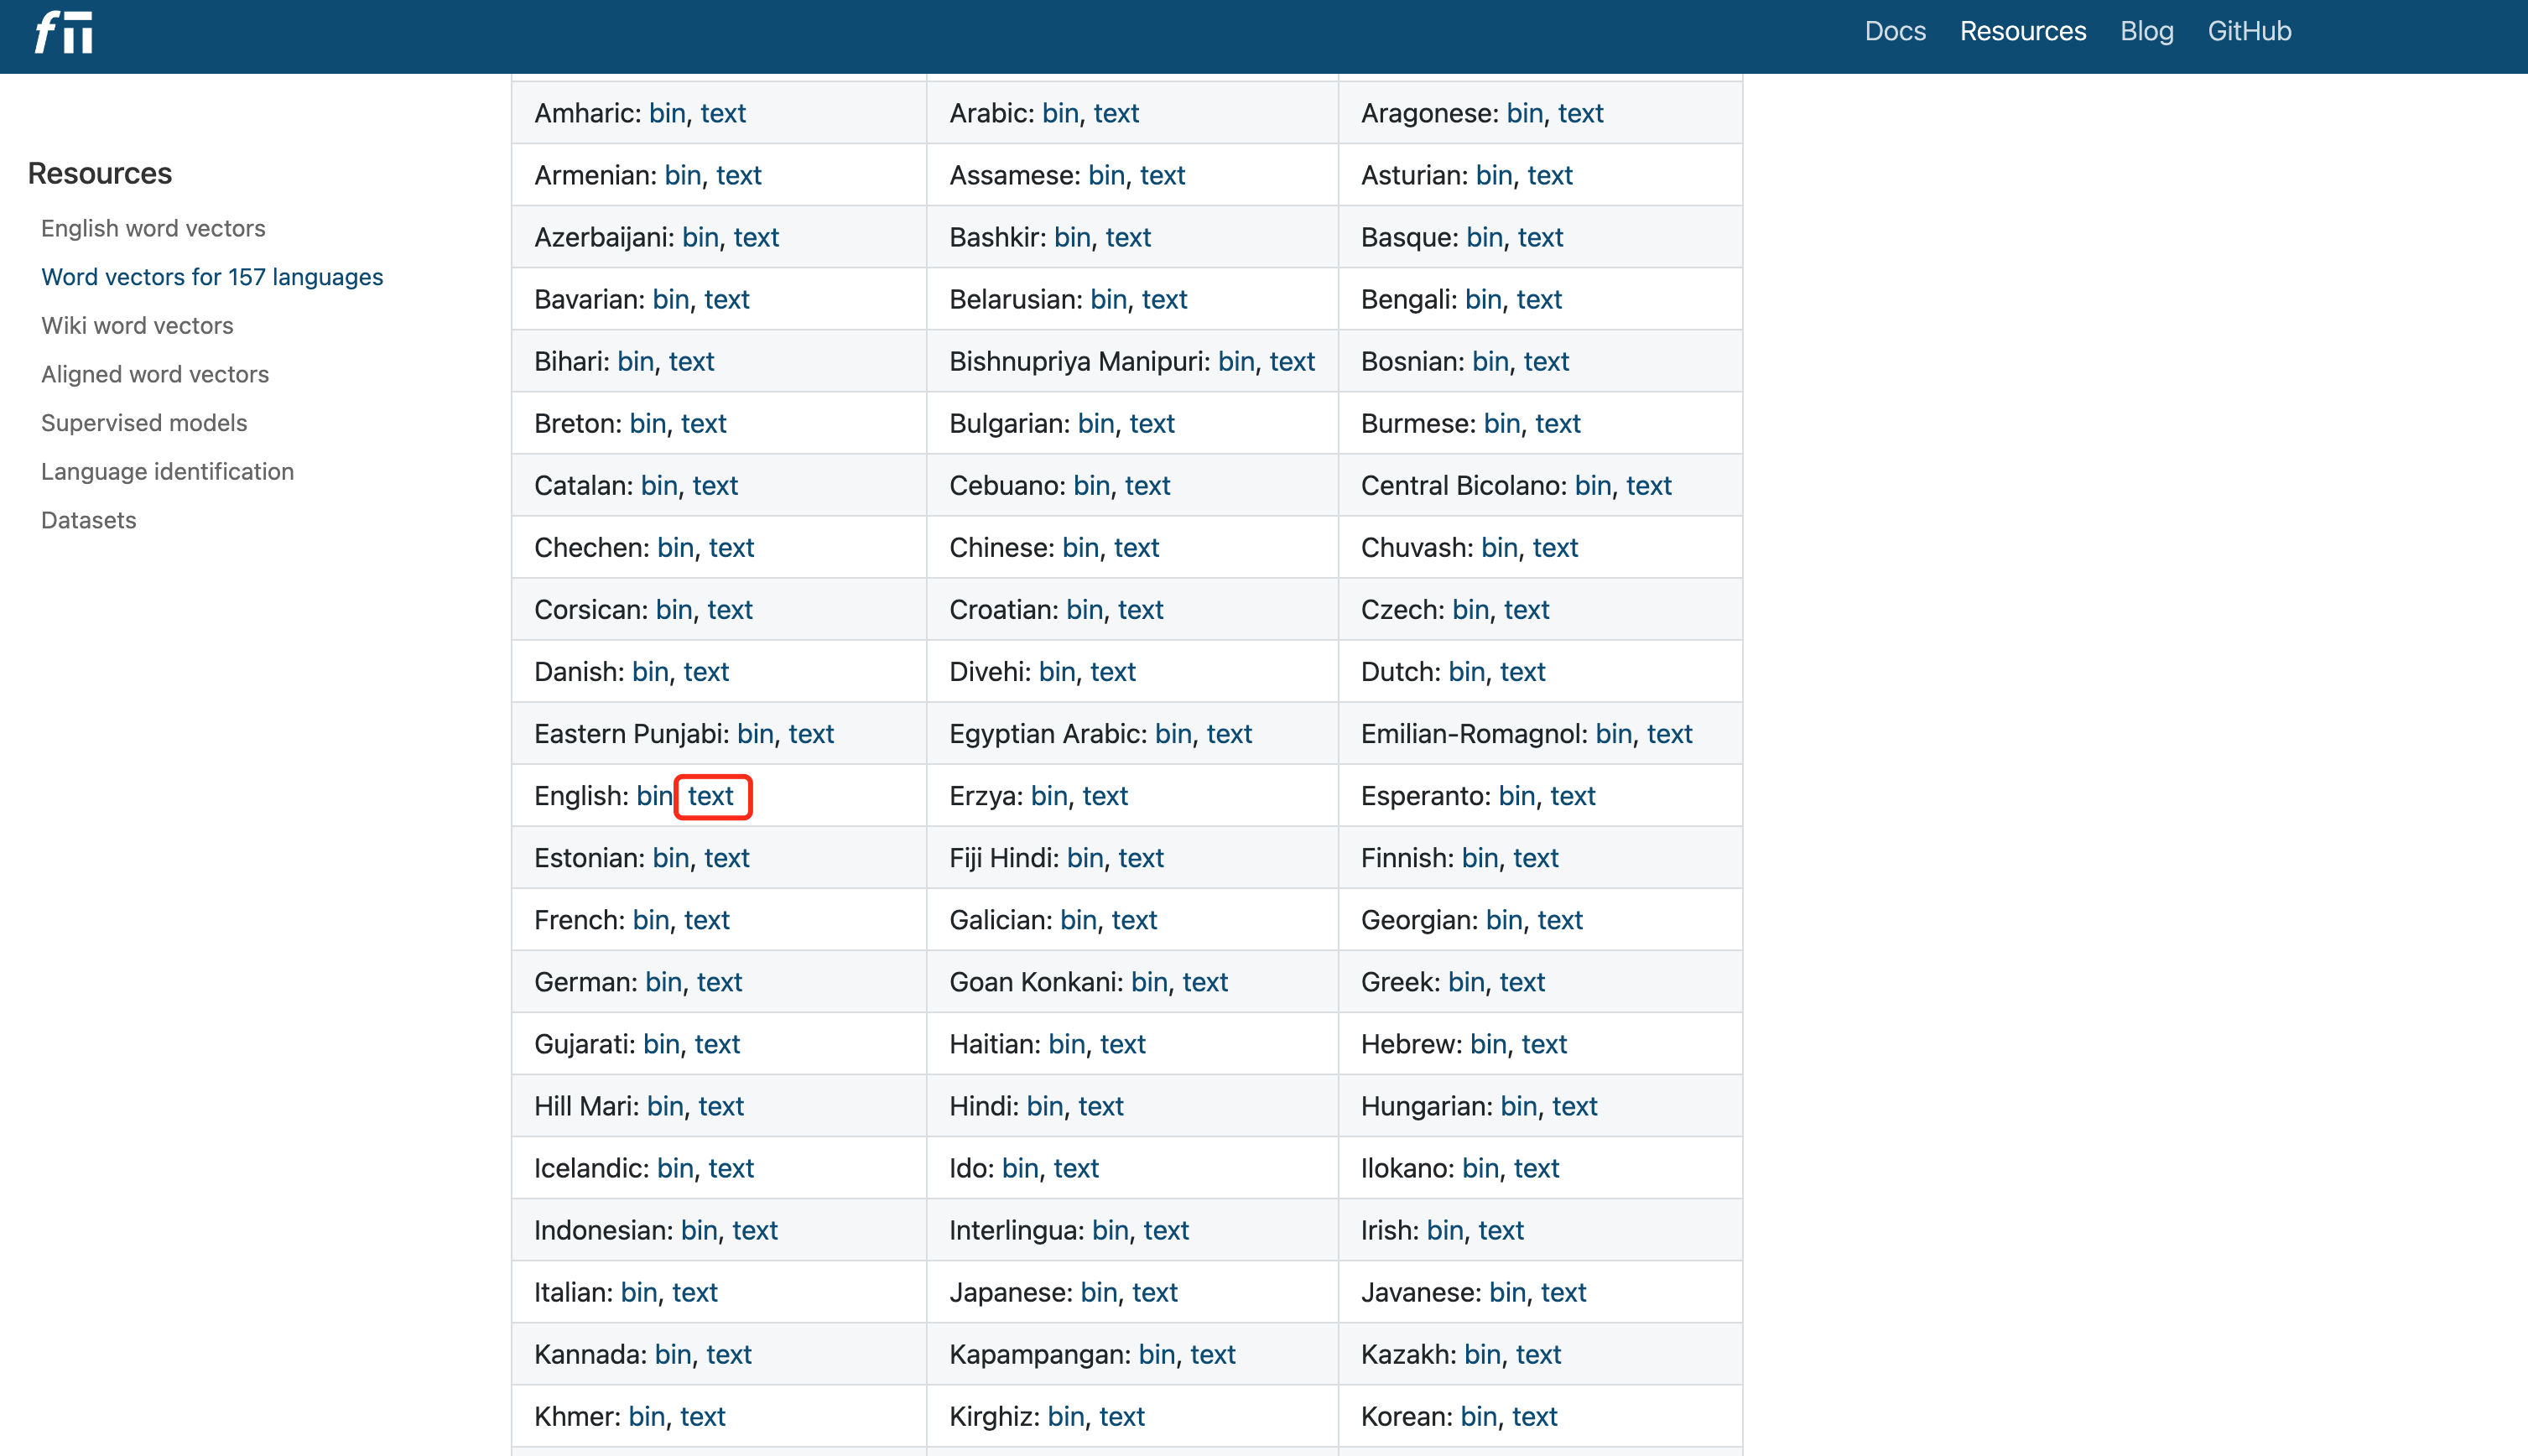 Docs Resources Blog GitHub
Resources
English word vectors
Word vectors for 157 languages
Wiki word vectors
Aligned word vectors
Supervised models
Language identification
Datasets
Amharic: bin, text Arabic: bin, text Aragonese: bin, text
Armenian: bin, text Assamese: bin, text Asturian: bin, text
Azerbaijani: bin, text Bashkir: bin, text Basque: bin, text
Bavarian: bin, text Belarusian: bin, text Bengali: bin, text
Bihari: bin, text Bishnupriya Manipuri: bin, text Bosnian: bin, text
Breton: bin, text Bulgarian: bin, text Burmese: bin, text
Catalan: bin, text Cebuano: bin, text Central Bicolano: bin, text
Chechen: bin, text Chinese: bin, text Chuvash: bin, text
Corsican: bin, text Croatian: bin, text Czech: bin, text
Danish: bin, text Divehi: bin, text Dutch: bin, text
Eastern Punjabi: bin, text Egyptian Arabic: bin, text Emilian-Romagnol: bin, text
English: bin text Erzya: bin, text Esperanto: bin, text
Estonian: bin, text Fiji Hindi: bin, text Finnish: bin, text
French: bin, text Galician: bin, text Georgian: bin, text
German: bin, text Goan Konkani: bin, text Greek: bin, text
Gujarati: bin, text Haitian: bin, text Hebrew: bin, text
Hill Mari: bin, text Hindi: bin, text Hungarian: bin, text
Icelandic: bin, text Ido: bin, text Ilokano: bin, text
Indonesian: bin, text Interlingua: bin, text Irish: bin, text
Italian: bin, text Japanese: bin, text Javanese: bin, text
Kannada: bin, text Kapampangan: bin, text Kazakh: bin, text
Khmer: bin, text Kirghiz: bin, text Korean: bin, text